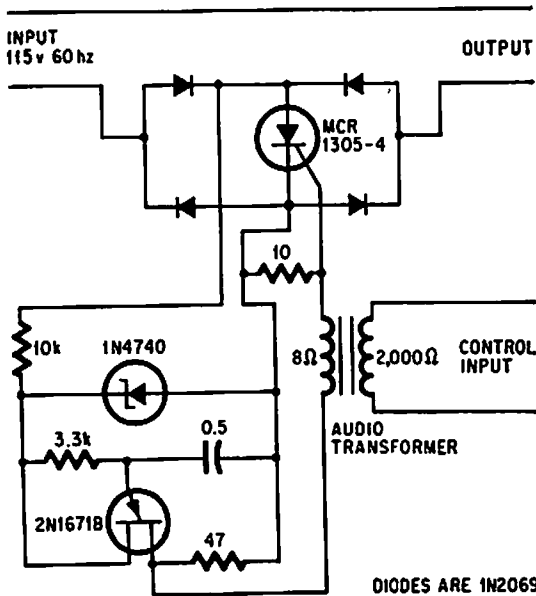 INPUT
115v 60hz
OUTPUT
MCR
1305-4
10
10k
1N4740
8Ω
2,000Ω
CONTROL
INPUT
AUDIO
TRANSFORMER
3.3k
0.5
2N1671B
47
DIODES ARE 1N2069